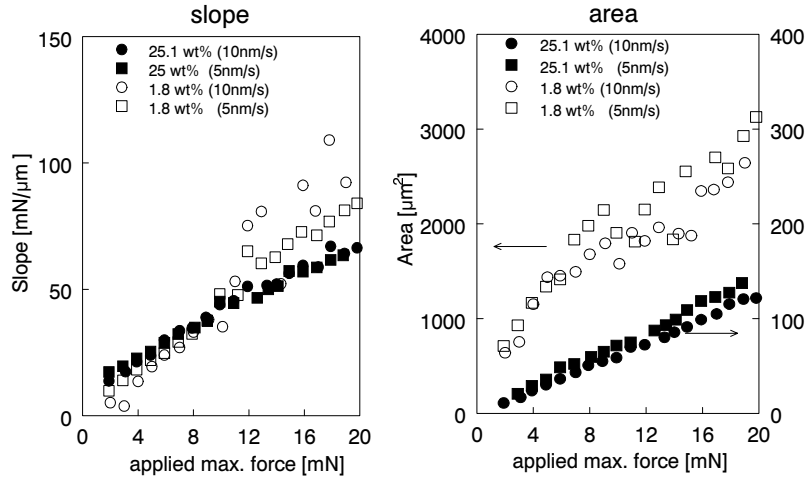 slope
150
100
50
0
Slope [mN/μm ]
25.1 wt% (10nm/s)
25 wt% (5nm/s)
1.8 wt% (10nm/s)
1.8 wt% (5nm/s)
0 4 8 12 16 20
applied max. force [mN]
area
4000
3000
2000
1000
0
Area [μm²]
25.1 wt% (10nm/s)
25.1 wt% (5nm/s)
1.8 wt% (10nm/s)
1.8 wt% (5nm/s)
400
300
200
100
0
0 4 8 12 16 20
applied max. force [mN]